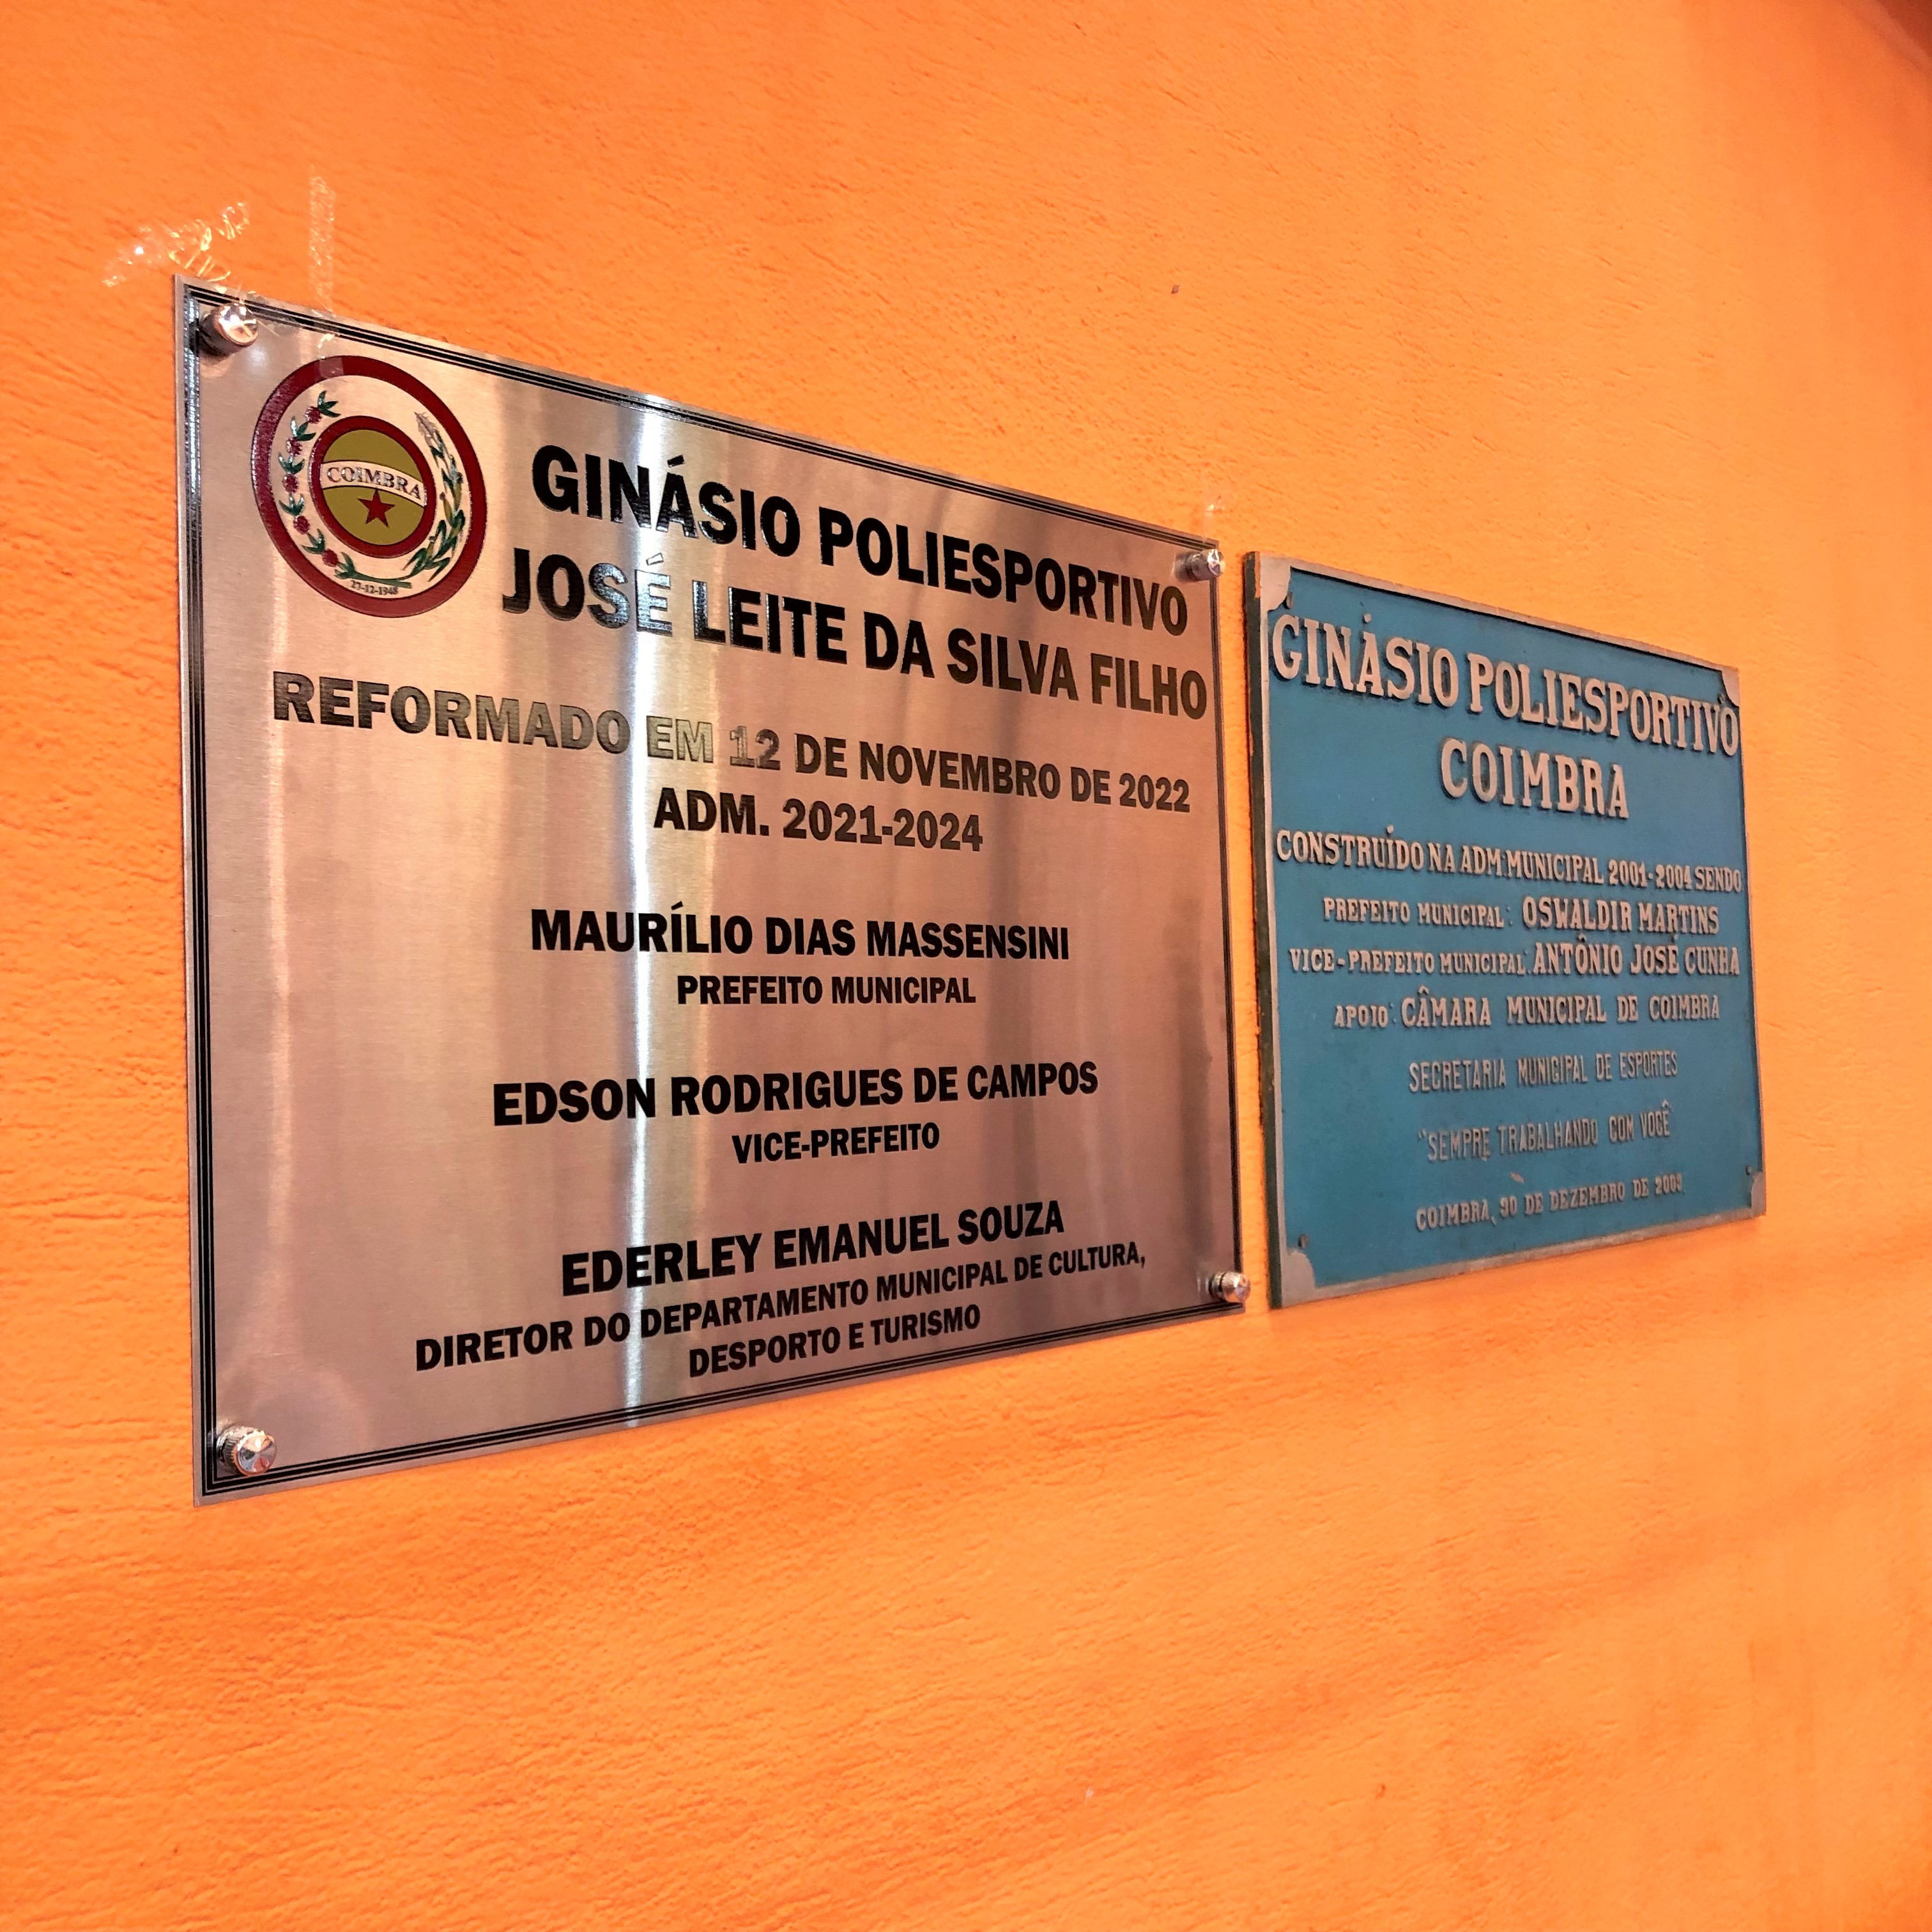 COIMBRA
27-12-1948
GINÁSIO POLIESPORTIVO
JOSÉ LEITE DA SILVA FILHO
REFORMADO EM 12 DE NOVEMBRO DE 2022
ADM. 2021-2024
MAURÍLIO DIAS MASSENSINI
PREFEITO MUNICIPAL
EDSON RODRIGUES DE CAMPOS
VICE-PREFEITO
EDERLEY EMANUEL SOUZA
DIRETOR DO DEPARTAMENTO MUNICIPAL DE CULTURA,
DESPORTO E TURISMO
GINÁSIO POLIESPORTIVO
COIMBRA
CONSTRUÍDO NA ADM. MUNICIPAL 2001-2004 SENDO
PREFEITO MUNICIPAL: OSWALDIR MARTINS
VICE-PREFEITO MUNICIPAL: ANTÔNIO JOSÉ CUNHA
APOIO: CÂMARA MUNICIPAL DE COIMBRA
SECRETARIA MUNICIPAL DE ESPORTES
"SEMPRE TRABALHANDO COM VOCÊ
COIMBRA, 30 DE DEZEMBRO DE 2003